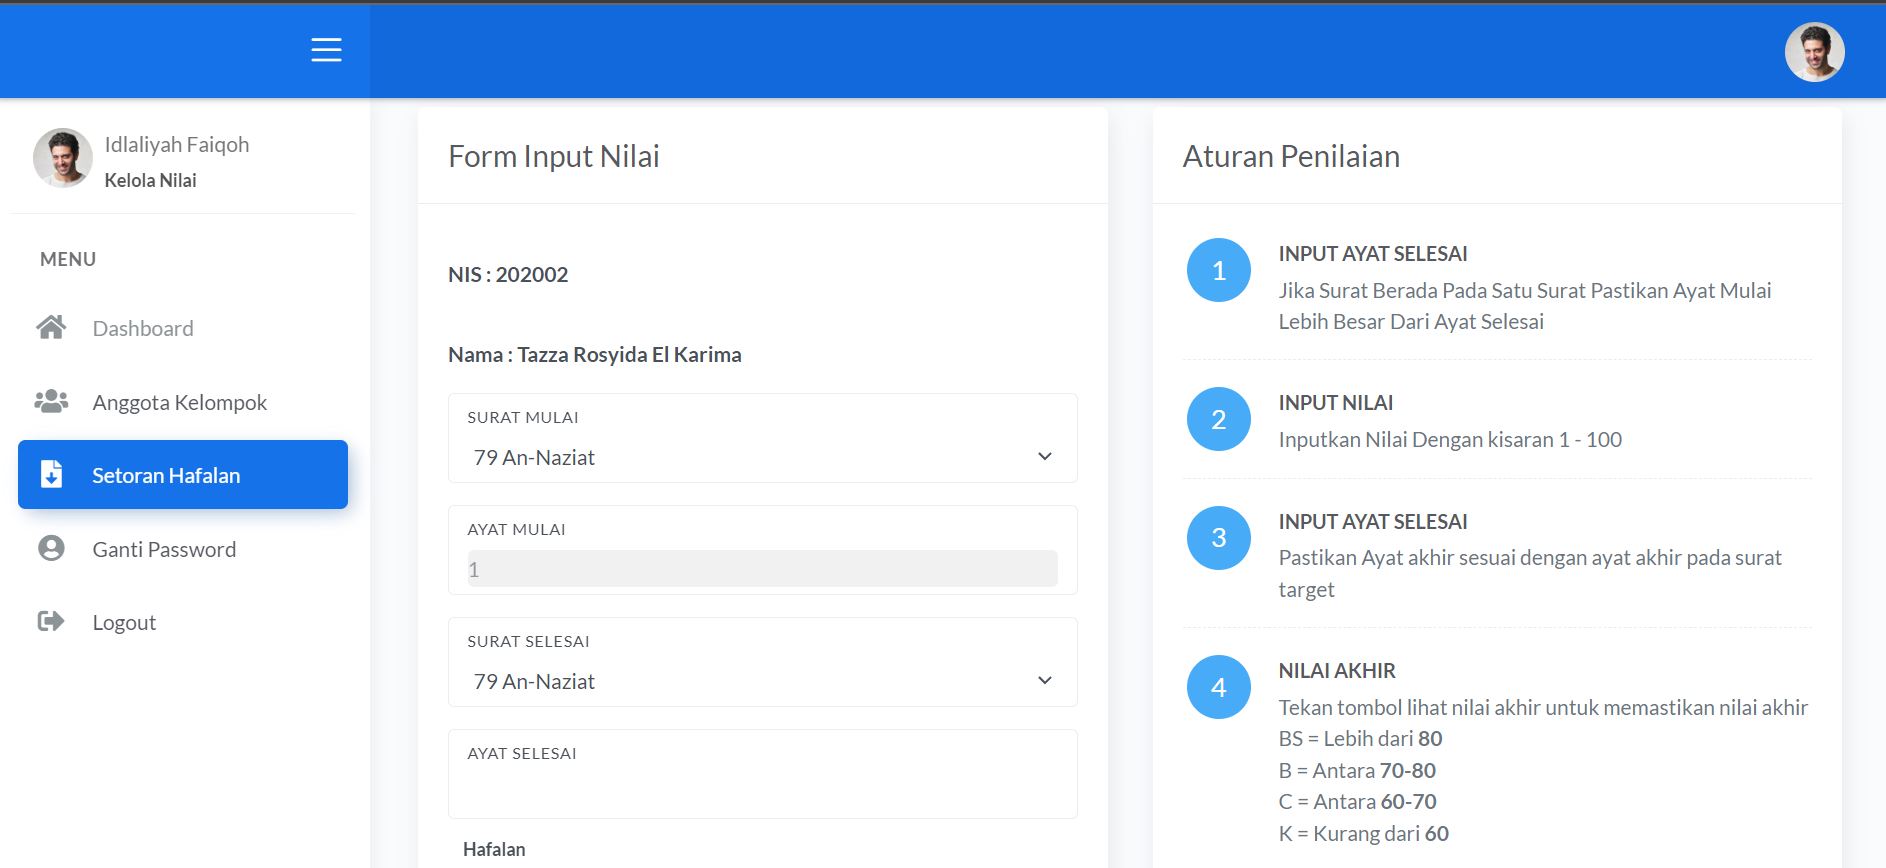 Idlaliyah Faiqoh
Kelola Nilai
MENU
Dashboard
Anggota Kelompok
Setoran Hafalan
Ganti Password
Logout
Form Input Nilai
NIS : 202002
Nama : Tazza Rosyida El Karima
SURAT MULAI
79 An-Naziat
AYAT MULAI
1
SURAT SELESAI
79 An-Naziat
AYAT SELESAI
Hafalan
Aturan Penilaian
1
INPUT AYAT SELESAI
Jika Surat Berada Pada Satu Surat Pastikan Ayat Mulai
Lebih Besar Dari Ayat Selesai
2
INPUT NILAI
Inputkan Nilai Dengan kisaran 1 - 100
3
INPUT AYAT SELESAI
Pastikan Ayat akhir sesuai dengan ayat akhir pada surat
target
4
NILAI AKHIR
Tekan tombol lihat nilai akhir untuk memastikan nilai akhir
BS = Lebih dari 80
B = Antara 70-80
C = Antara 60-70
K = Kurang dari 60